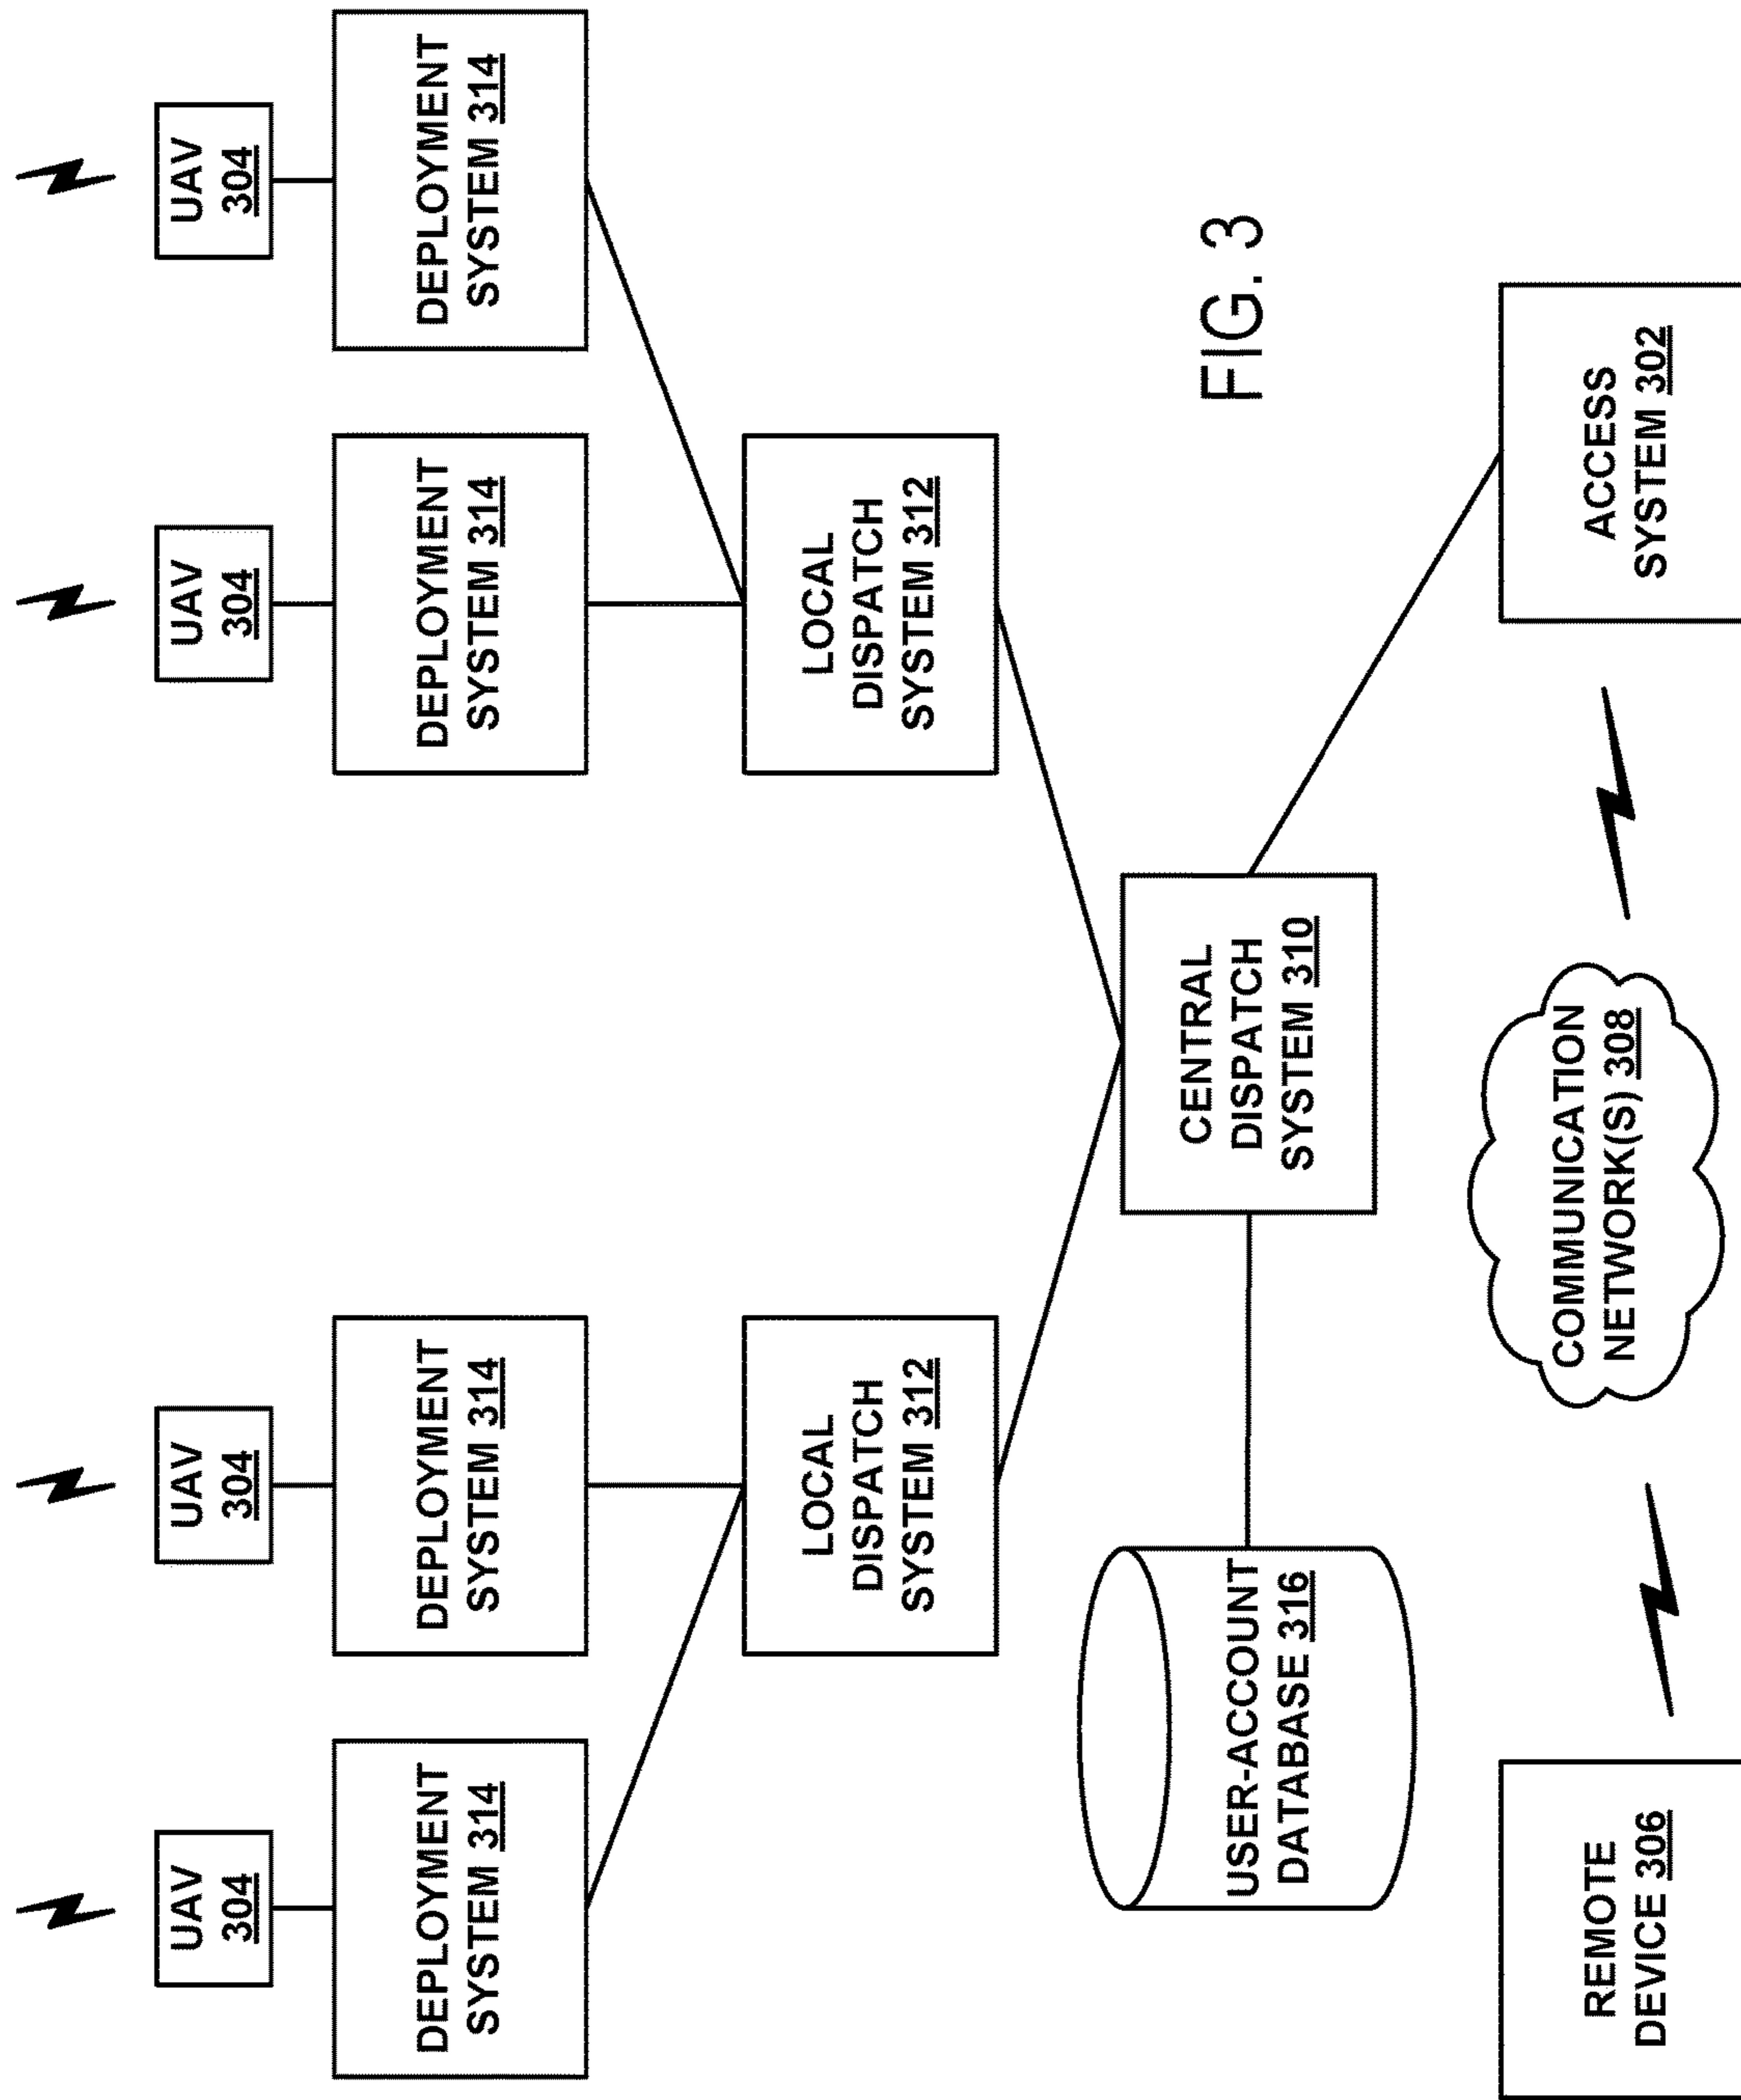 UAV
304
UAV
304
UAV
304
UAV
304
DEPLOYMENT
SYSTEM 314
DEPLOYMENT
SYSTEM 314
DEPLOYMENT
SYSTEM 314
DEPLOYMENT
SYSTEM 314
LOCAL
DISPATCH
SYSTEM 312
LOCAL
DISPATCH
SYSTEM 312
USER-ACCOUNT
DATABASE 316
CENTRAL
DISPATCH
SYSTEM 310
FIG. 3
REMOTE
DEVICE 306
COMMUNICATION
NETWORK(S) 308
ACCESS
SYSTEM 302